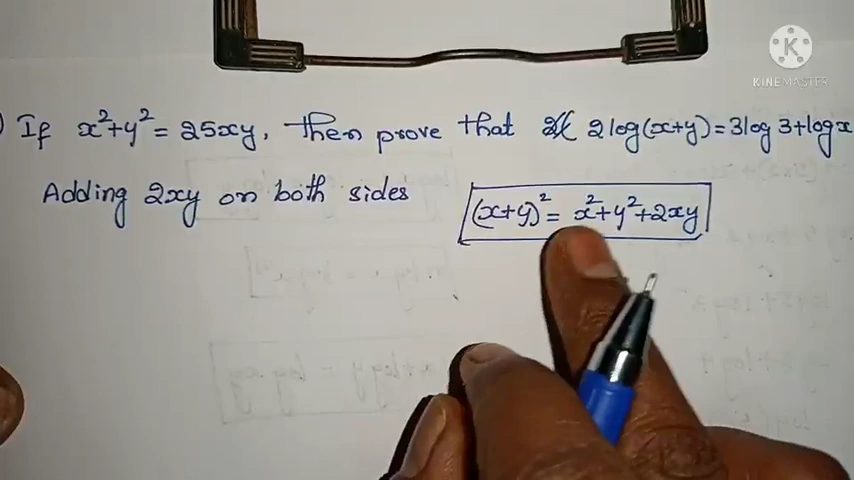 ) If x²+y² = 25xy, then prove that 2log(x+y)=3log 3+logx
Adding 2xy on both sides (x+y)² = x²+y²+2xy
KINEMASTER